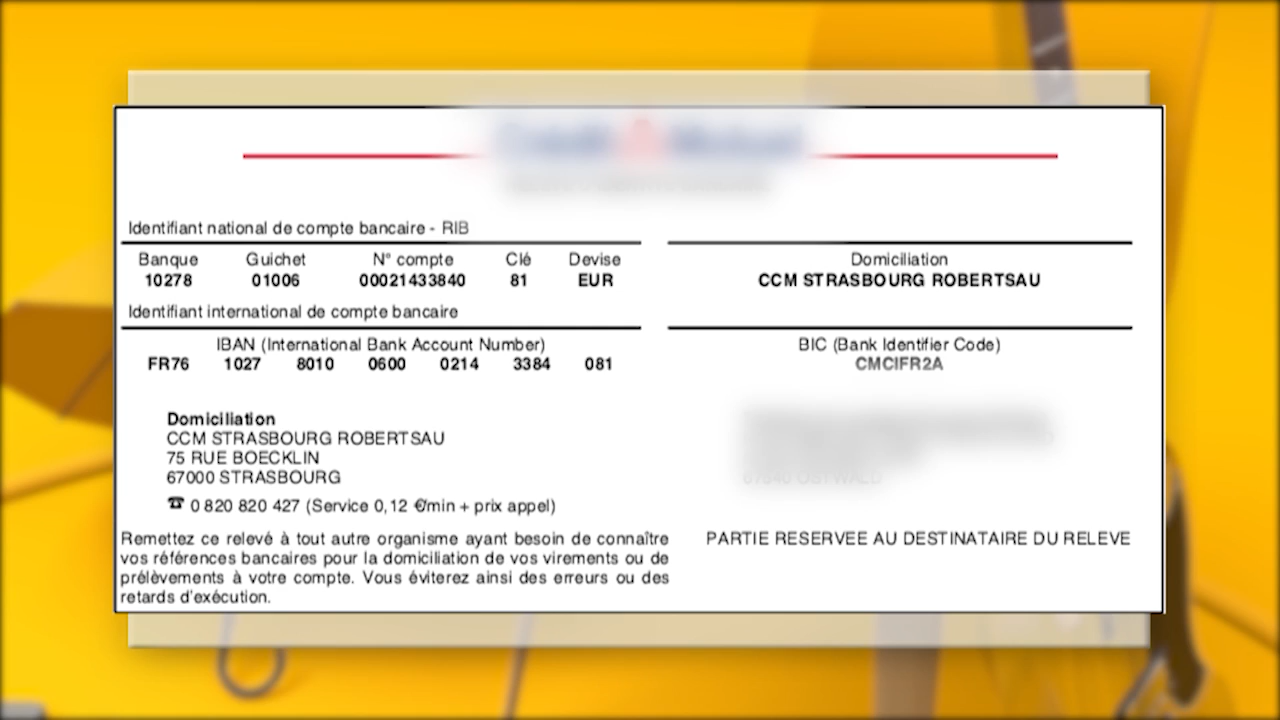 Identifiant national de compte bancaire - RIB
Banque Guichet N° compte Clé Devise Domiciliation
10278 01006 00021433840 81 EUR CCM STRASBOURG ROBERTSAU
Identifiant international de compte bancaire
IBAN (International Bank Account Number) BIC (Bank Identifier Code)
FR76 1027 8010 0600 0214 3384 081 CMCIFR2A
Domiciliation
CCM STRASBOURG ROBERTSAU
75 RUE BOECKLIN
67000 STRASBOURG
☎ 0 820 820 427 (Service 0,12 €/min + prix appel)
Remettez ce relevé à tout autre organisme ayant besoin de connaître
vos références bancaires pour la domiciliation de vos virements ou de
prélèvements à votre compte. Vous éviterez ainsi des erreurs ou des
retards d'exécution.
PARTIE RESERVEE AU DESTINATAIRE DU RELEVE